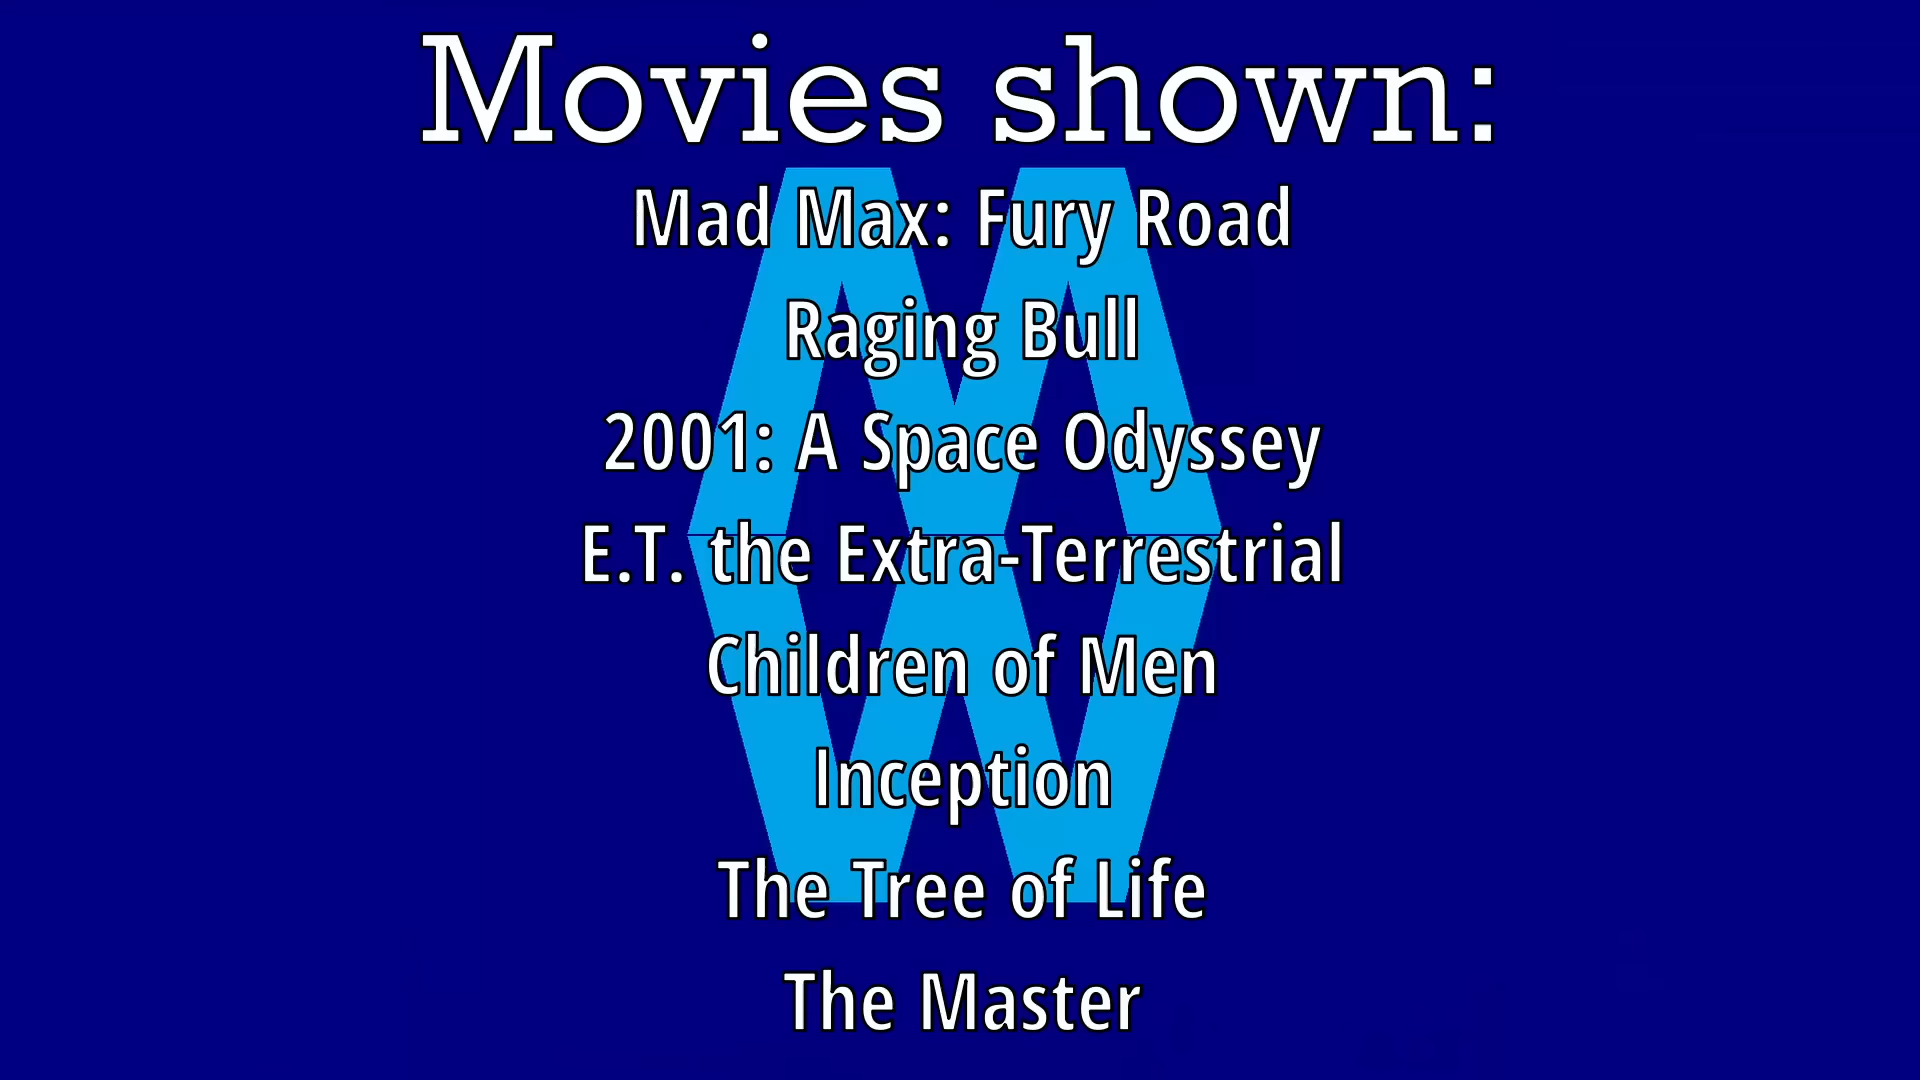 Movies shown:
Mad Max: Fury Road
Raging Bull
2001: A Space Odyssey
E.T. the Extra-Terrestrial
Children of Men
Inception
The Tree of Life
The Master